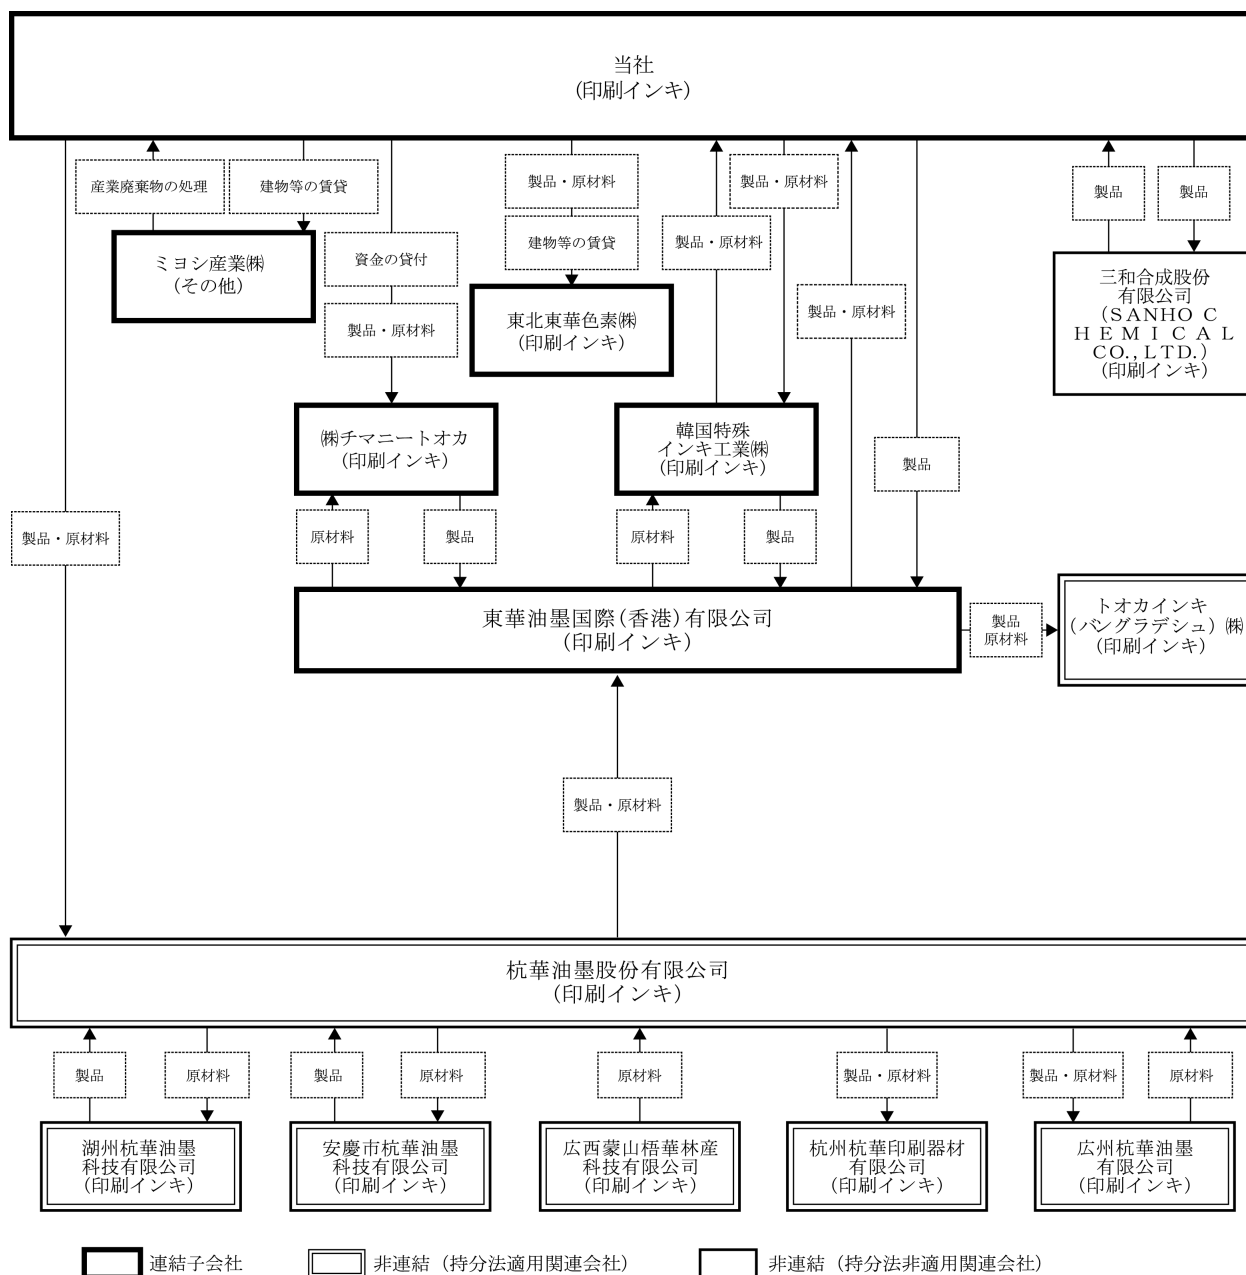 当社
(印刷インキ)
産業廃棄物の処理
建物等の賃貸
製品・原材料
製品・原材料
製品
製品
製品・原材料
建物等の賃貸
資金の貸付
ミヨシ産業㈱
(その他)
三和合成股份
有限公司
(SANHO C
HEMICAL
CO.,LTD.)
(印刷インキ)
製品・原材料
製品・原材料
東北東華色素㈱
(印刷インキ)
㈱チマニートオカ
(印刷インキ)
韓国特殊
インキ工業㈱
(印刷インキ)
製品
製品・原材料
原材料
製品
原材料
製品
東華油墨国際(香港)有限公司
(印刷インキ)
製品
原材料
トオカインキ
(バングラデシュ)㈱
(印刷インキ)
製品・原材料
杭華油墨股份有限公司
(印刷インキ)
製品
原材料
製品
原材料
原材料
製品・原材料
製品・原材料
原材料
湖州杭華油墨
科技有限公司
(印刷インキ)
安慶市杭華油墨
科技有限公司
(印刷インキ)
広西蒙山梧華林産
科技有限公司
(印刷インキ)
杭州杭華印刷器材
有限公司
(印刷インキ)
広州杭華油墨
有限公司
(印刷インキ)
連結子会社
非連結(持分法適用関連会社)
非連結(持分法非適用関連会社)